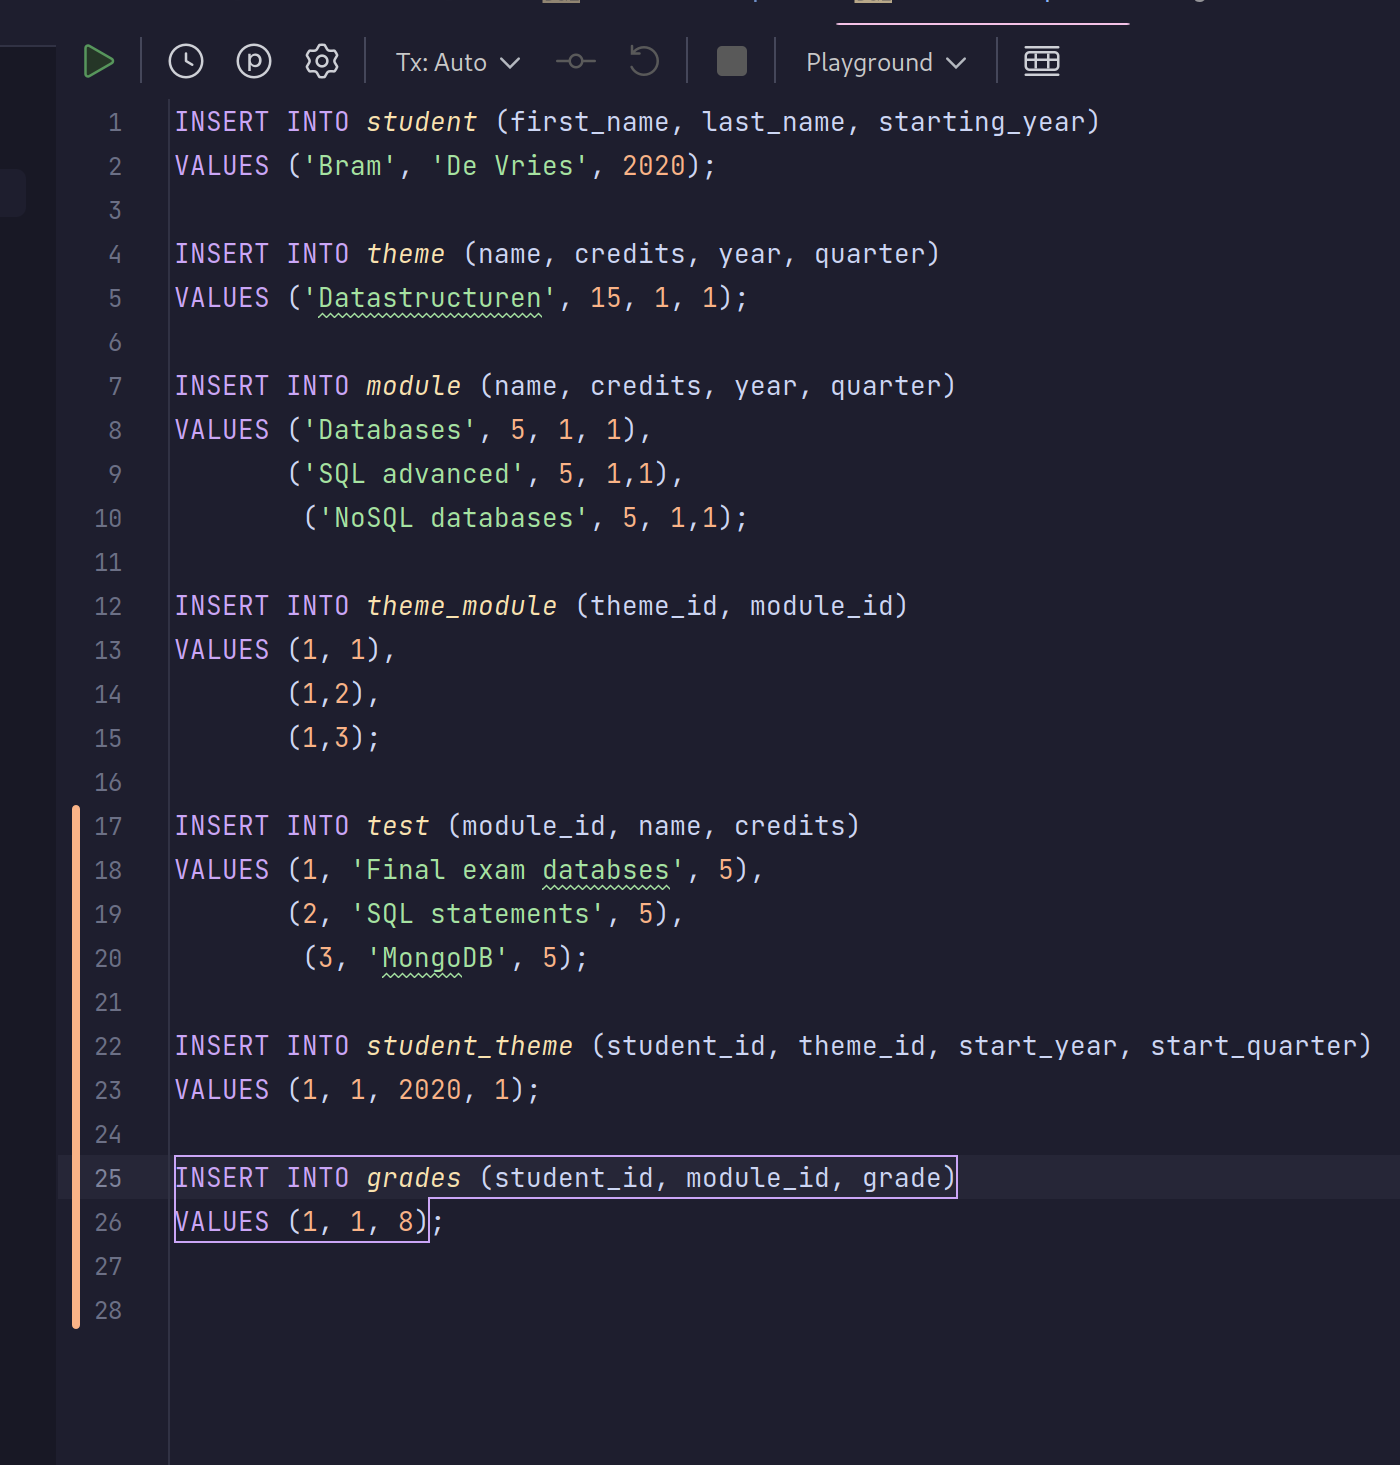 Tx: Auto Playground
1 INSERT INTO student (first_name, last_name, starting_year)
2 VALUES ('Bram', 'De Vries', 2020);
3
4 INSERT INTO theme (name, credits, year, quarter)
5 VALUES ('Datastructuren', 15, 1, 1);
6
7 INSERT INTO module (name, credits, year, quarter)
8 VALUES ('Databases', 5, 1, 1),
9 ('SQL advanced', 5, 1,1),
10 ('NoSQL databases', 5, 1,1);
11
12 INSERT INTO theme_module (theme_id, module_id)
13 VALUES (1, 1),
14 (1,2),
15 (1,3);
16
17 INSERT INTO test (module_id, name, credits)
18 VALUES (1, 'Final exam databses', 5),
19 (2, 'SQL statements', 5),
20 (3, 'MongoDB', 5);
21
22 INSERT INTO student_theme (student_id, theme_id, start_year, start_quarter)
23 VALUES (1, 1, 2020, 1);
24
25 INSERT INTO grades (student_id, module_id, grade)
26 VALUES (1, 1, 8);
27
28